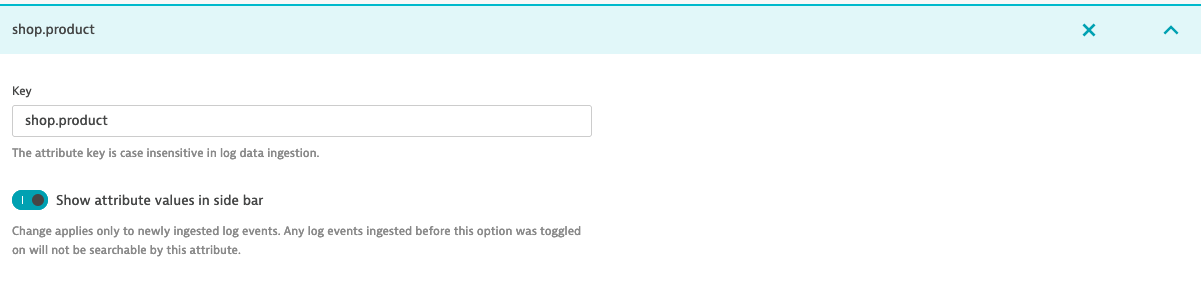 shop.product
Key
shop.product
The attribute key is case insensitive in log data ingestion.
Show attribute values in side bar
Change applies only to newly ingested log events. Any log events ingested before this option was toggled
on will not be searchable by this attribute.